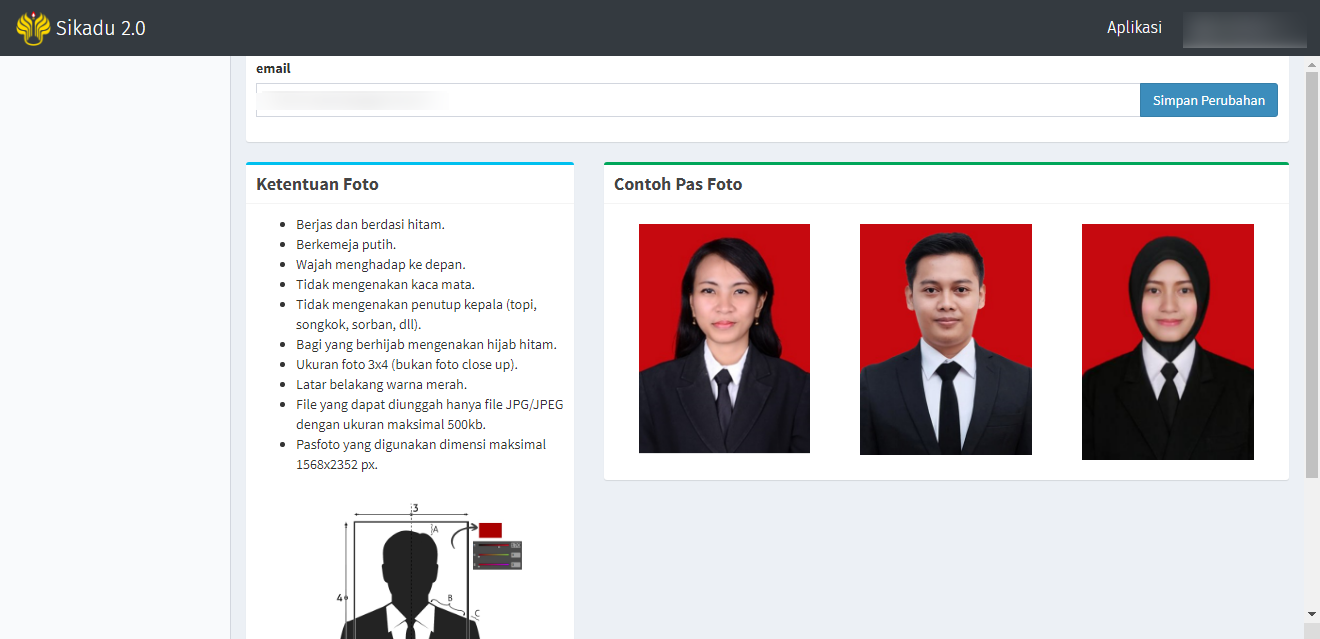 Sikadu 2.0
Aplikasi
email
Simpan Perubahan
Ketentuan Foto
Berjas dan berdasi hitam.
Berkemeja putih.
Wajah menghadap ke depan.
Tidak mengenakan kaca mata.
Tidak mengenakan penutup kepala (topi,
songkok, sorban, dll).
Bagi yang berhijab mengenakan hijab hitam.
Ukuran foto 3x4 (bukan foto close up).
Latar belakang warna merah.
File yang dapat diunggah hanya file JPG/JPEG
dengan ukuran maksimal 500kb.
Pasfoto yang digunakan dimensi maksimal
1568x2352 px.
3
A
4
B
C
Contoh Pas Foto